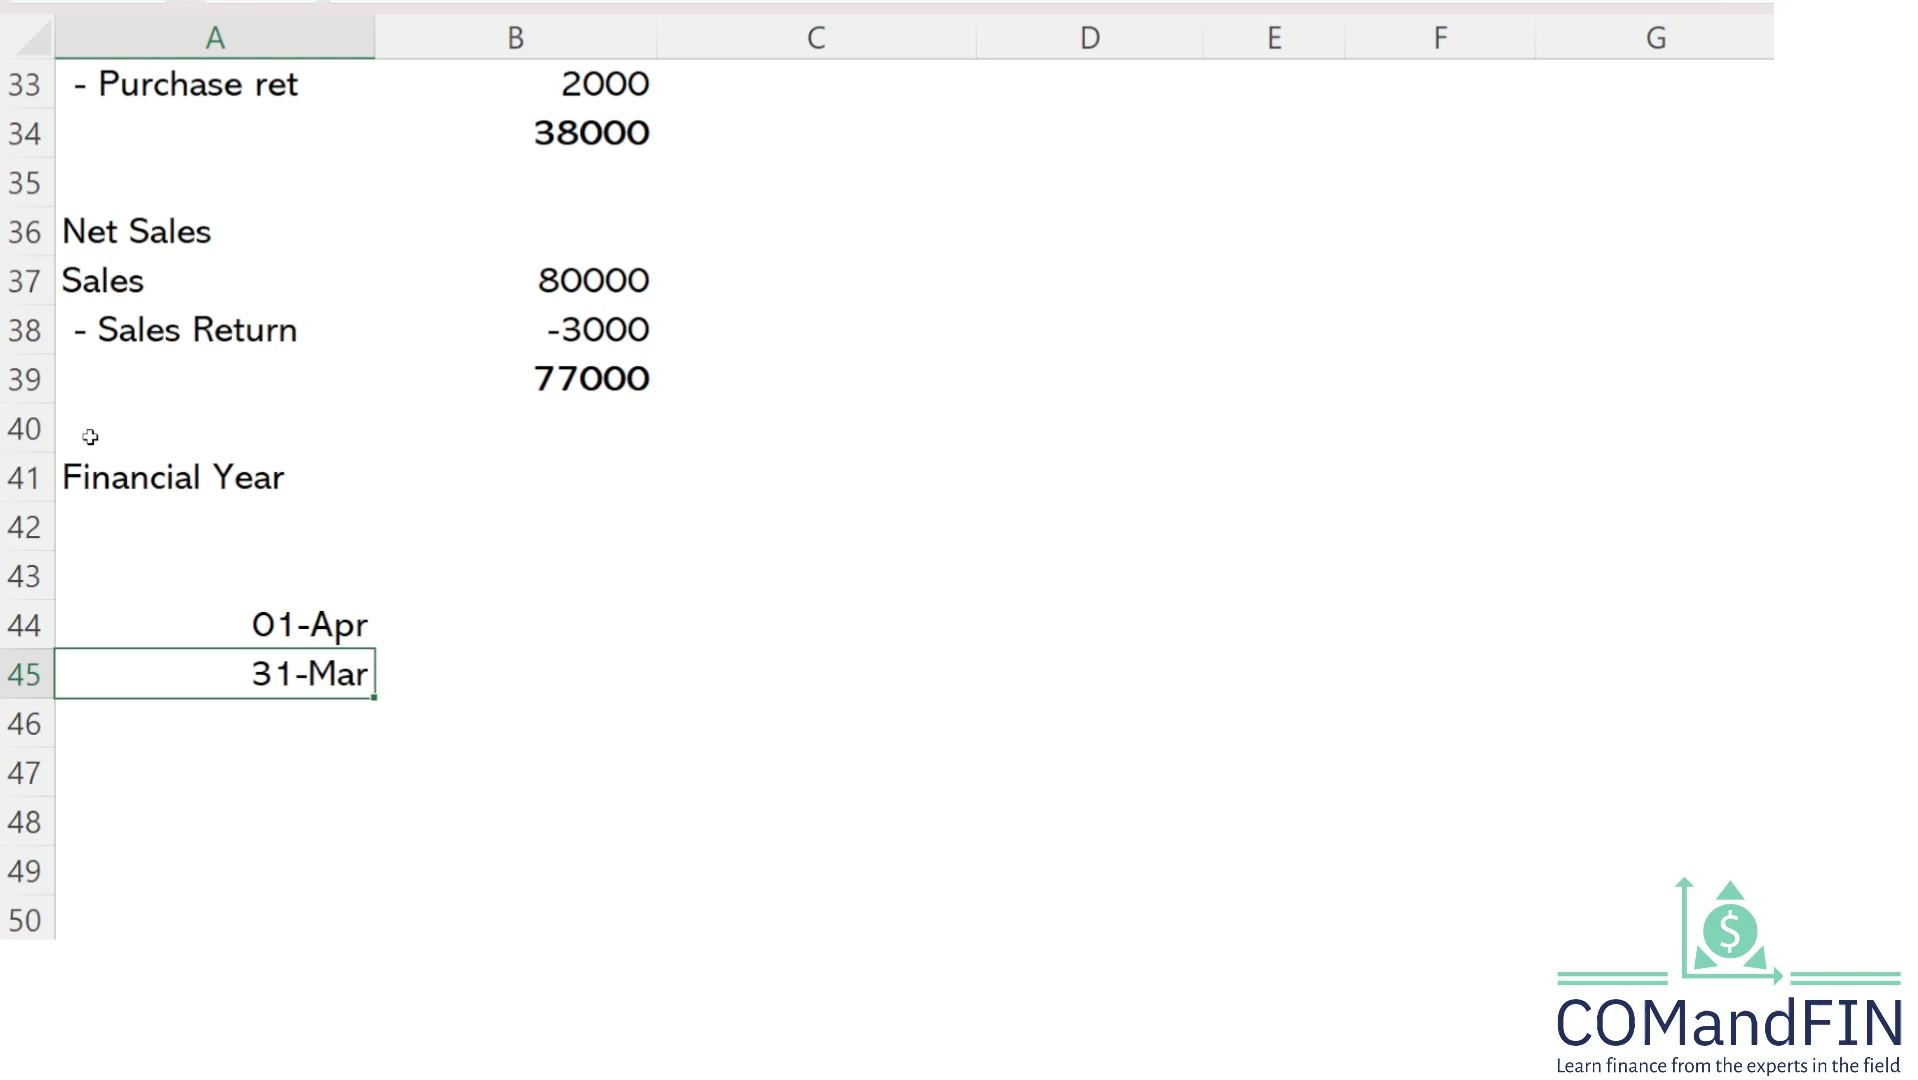 A B C D E F G
33 - Purchase ret 2000
34 38000
35
36 Net Sales
37 Sales 80000
38 - Sales Return -3000
39 77000
40
41 Financial Year
42
43
44 01-Apr
45 31-Mar
46
47
48
49
50
$
COMandFIN
Learn finance from the experts in the field